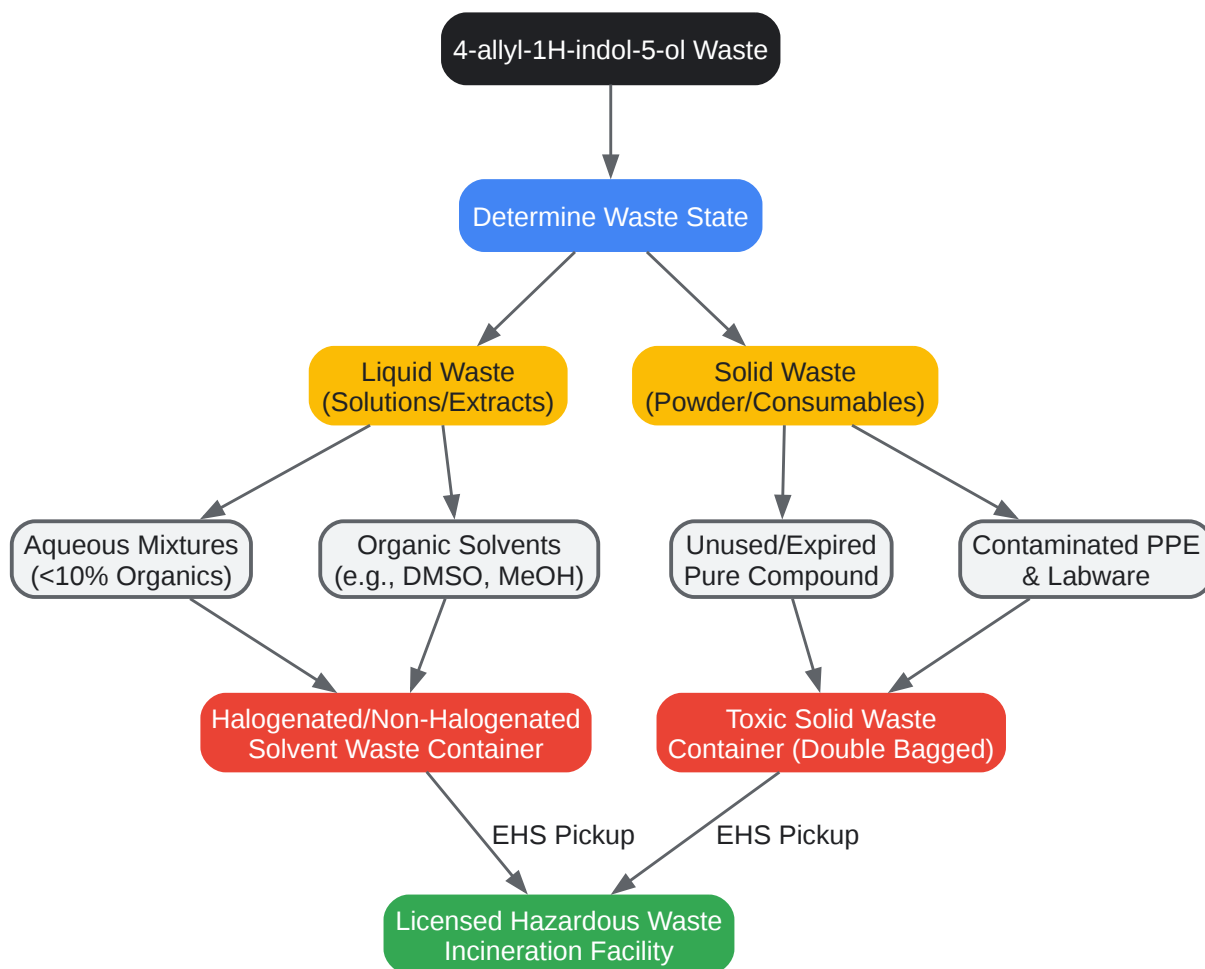 4-allyl-1H-indol-5-ol Waste
Determine Waste State
Liquid Waste
(Solutions/Extracts)
Solid Waste
(Powder/Consumables)
Aqueous Mixtures
(<10% Organics)
Organic Solvents
(e.g., DMSO, MeOH)
Unused/Expired
Pure Compound
Contaminated PPE
& Labware
Halogenated/Non-Halogenated
Solvent Waste Container
Toxic Solid Waste
Container (Double Bagged)
EHS Pickup
EHS Pickup
Licensed Hazardous Waste
Incineration Facility